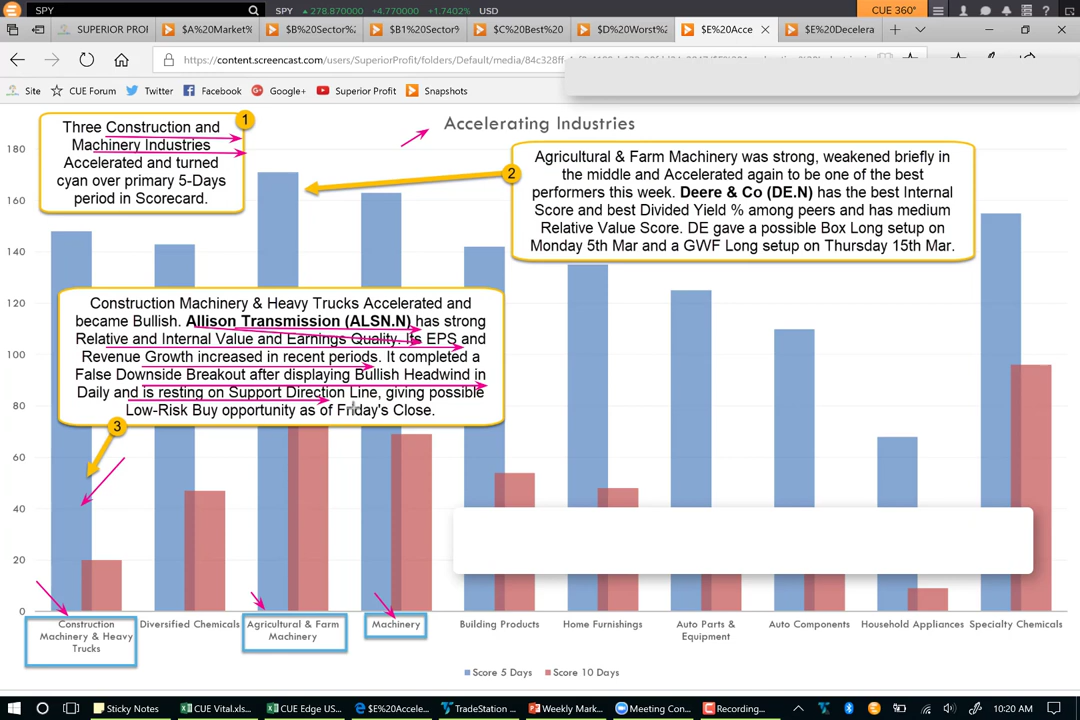 SPY
SPY 278.870000 +4.770000 +1.7402% USD
CUE 360°
SUPERIOR PROF
$A%20Market%
$B%20Sector%2
$B1%20Sector9
$C%20Best%20
$D%20Worst%2
$E%20Acce
$E%20Decelera
Site
CUE Forum
Twitter
Facebook
Google+
Superior Profit
Snapshots
Accelerating Industries
1
Three Construction and
Machinery Industries
Accelerated and turned
cyan over primary 5-Days
period in Scorecard.
2
Agricultural & Farm Machinery was strong, weakened briefly in
the middle and Accelerated again to be one of the best
performers this week. Deere & Co (DE.N) has the best Internal
Score and best Divided Yield % among peers and has medium
Relative Value Score. DE gave a possible Box Long setup on
Monday 5th Mar and a GWF Long setup on Thursday 15th Mar.
Construction Machinery & Heavy Trucks Accelerated and
became Bullish. Allison Transmission (ALSN.N) has strong
Relative and Internal Value and Earnings Quality. Its EPS and
Revenue Growth increased in recent periods. It completed a
False Downside Breakout after displaying Bullish Headwind in
Daily and is resting on Support Direction Line, giving possible
Low-Risk Buy opportunity as of Friday's Close.
3
180
160
140
120
100
80
60
40
20
0
Construction
Machinery & Heavy
Trucks
Diversified Chemicals
Agricultural & Farm
Machinery
Machinery
Building Products
Home Furnishings
Auto Parts &
Equipment
Auto Components
Household Appliances
Specialty Chemicals
Score 5 Days
Score 10 Days
Sticky Notes
CUE Vital.xls...
CUE Edge US...
$E%20Accele...
TradeStation ...
Weekly Mark...
Meeting Con...
Recording...
10:20 AM